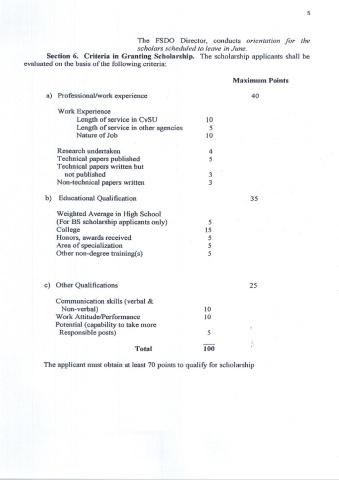 5
The FSDO Director, conducts orientation for the
scholars scheduled to leave in June.
Section 6. Criteria in Granting Scholarship. The scholarship applicants shall be
evaluated on the basis of the following criteria:
Maximum Points
a) Professional/work experience 40
Work Experience
Length of service in CvSU 10
Length of service in other agencies 5
Nature of Job 10
Research undertaken 4
Technical papers published 5
Technical papers written but
not published 3
Non-technical papers written 3
b) Educational Qualification 35
Weighted Average in High School
(For BS scholarship applicants only) 5
College 15
Honors, awards received 5
Area of specialization 5
Other non-degree training(s) 5
c) Other Qualifications 25
Communication skills (verbal &
Non-verbal) 10
Work Attitude/Performance 10
Potential (capability to take more
Responsible posts) 5
Total 100
The applicant must obtain at least 70 points to qualify for scholarship